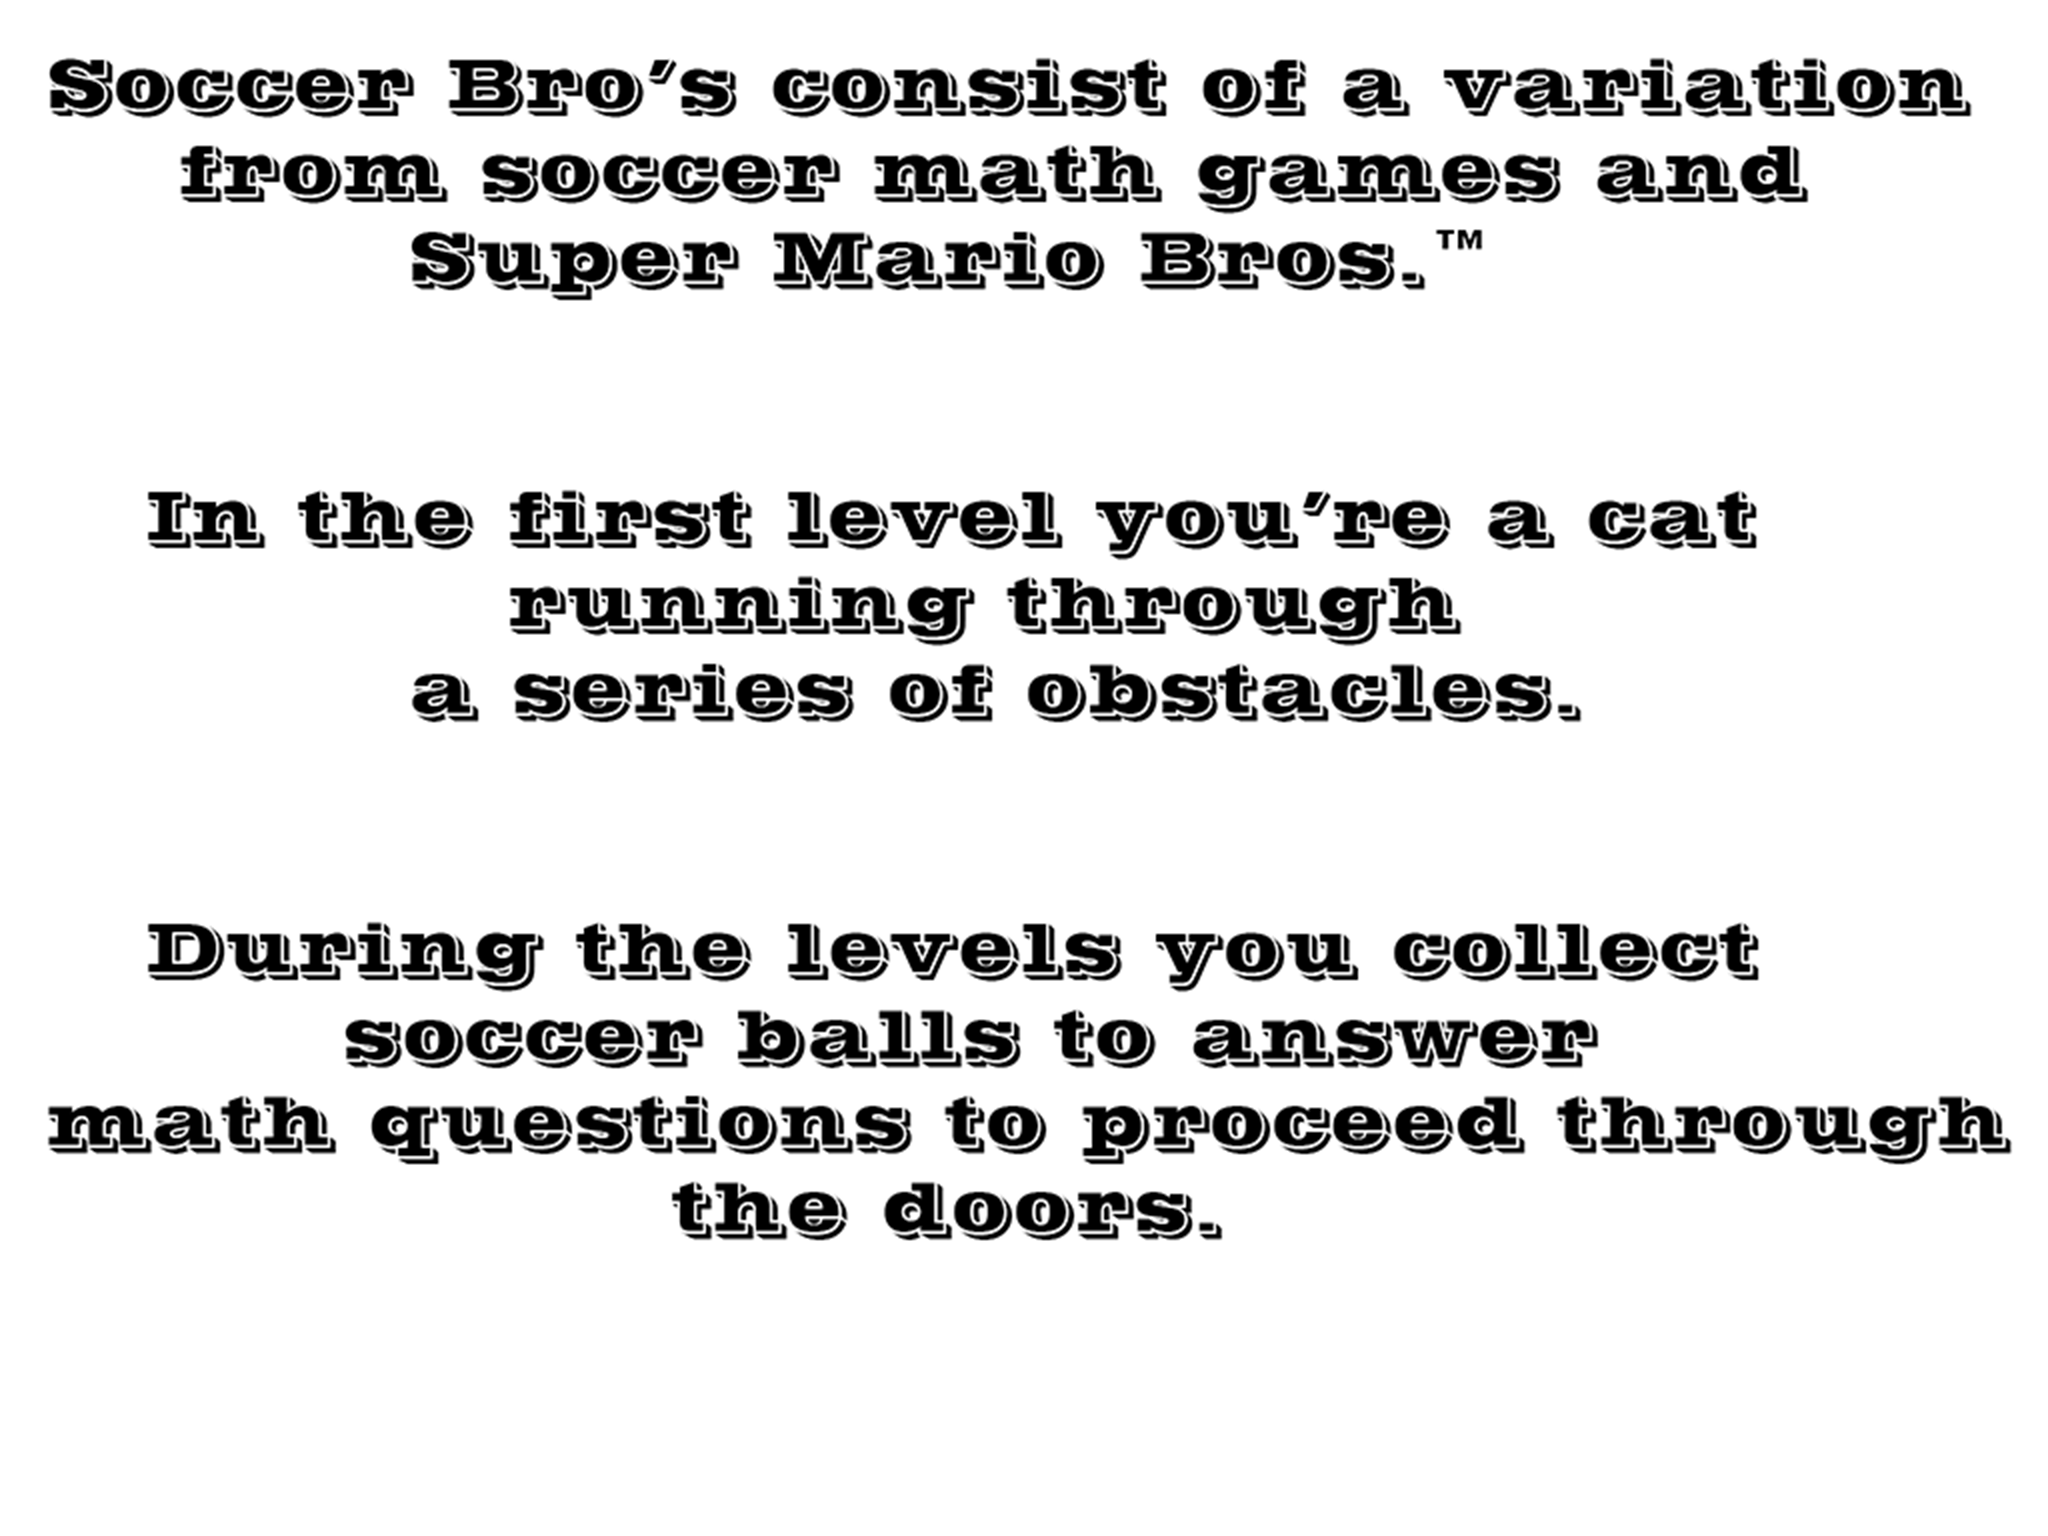 Soccer Bro’s consist of a variation
from soccer math games and
Super Mario Bros.™
In the first level you’re a cat
running through
a series of obstacles.
During the levels you collect
soccer balls to answer
math questions to proceed through
the doors.